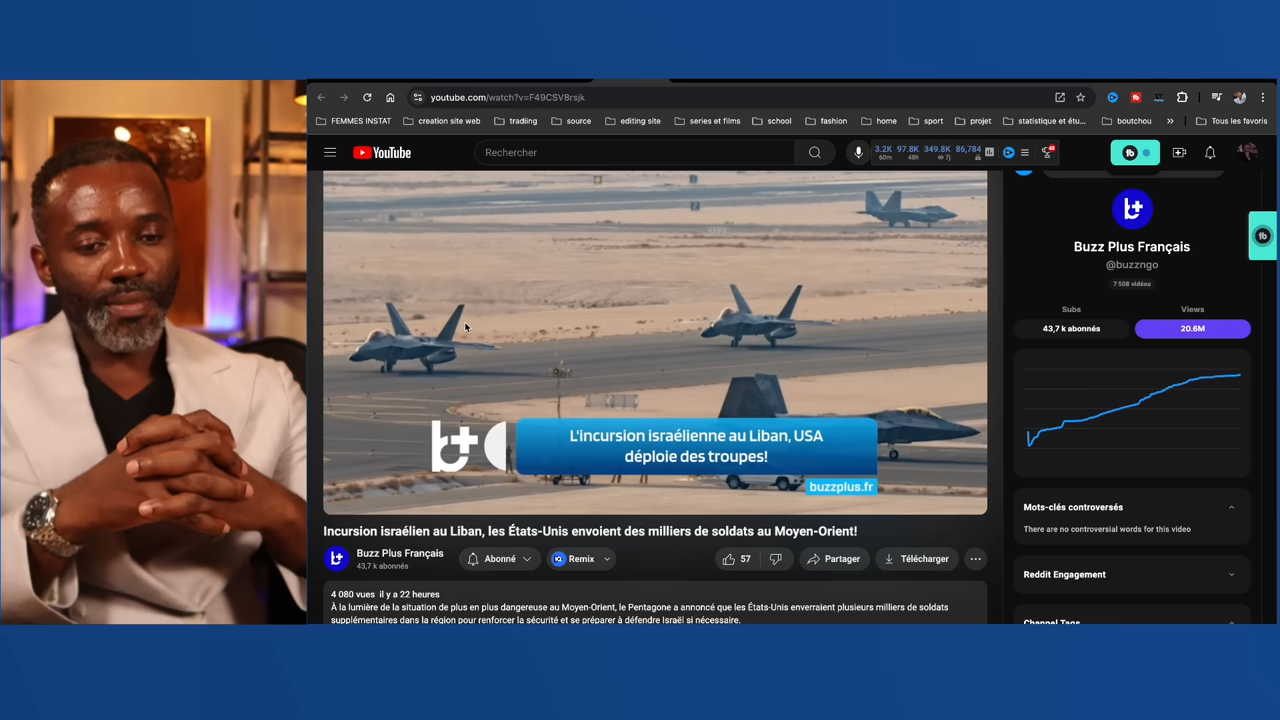 youtube.com/watch?v=F49CSV8rsjk
FEMMES INSTAT
creation site web
tradiing
source
editing site
series et films
school
fashion
home
sport
projet
statistique et étu...
boutchou
Tous les favoris
YouTube
Rechercher
3.2K 97.8K 349.8K 86,784
60m 48h 7j
L'incursion israélienne au Liban, USA
déploie des troupes!
buzzplus.fr
Incursion israélien au Liban, les États-Unis envoient des milliers de soldats au Moyen-Orient!
Buzz Plus Français
43,7 k abonnés
Abonné
Remix
57
Partager
Télécharger
4 080 vues il y a 22 heures
À la lumière de la situation de plus en plus dangereuse au Moyen-Orient, le Pentagone a annoncé que les États-Unis enverraient plusieurs milliers de soldats
supplémentaires dans la région pour renforcer la sécurité et se préparer à défendre Israël si nécessaire.
Buzz Plus Français
@buzzngo
7 508 vidéos
Subs
Views
43,7 k abonnés
20.6M
Mots-clés controversés
There are no controversial words for this video
Reddit Engagement
Channel Tags